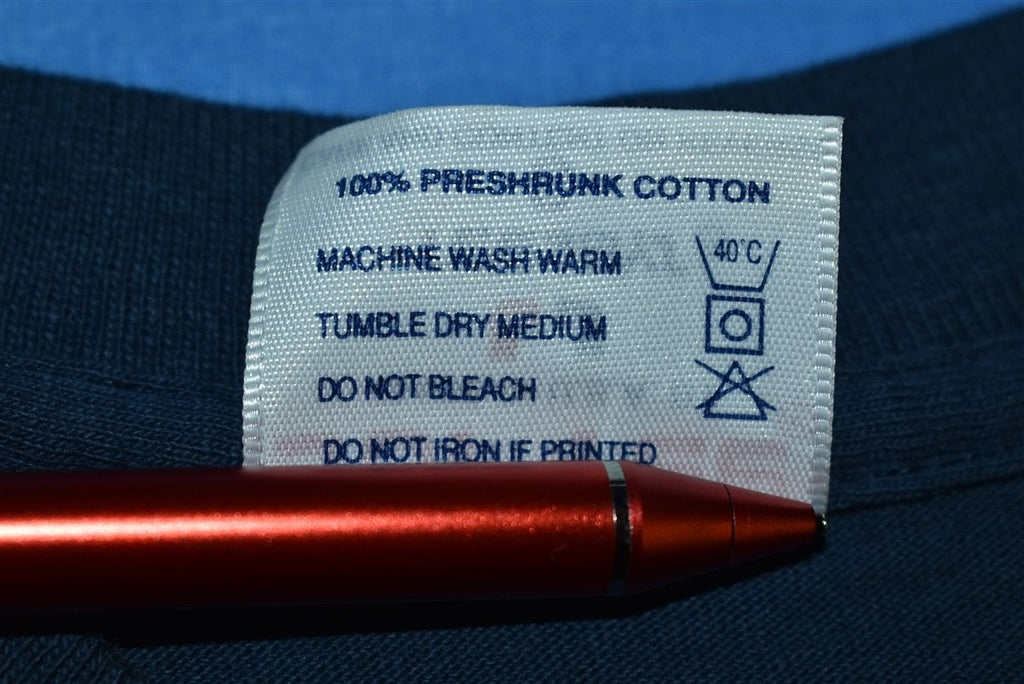 100% PRESHRUNK COTTON
MACHINE WASH WARM
40°C
TUMBLE DRY MEDIUM
DO NOT BLEACH
DO NOT IRON IF PRINTED